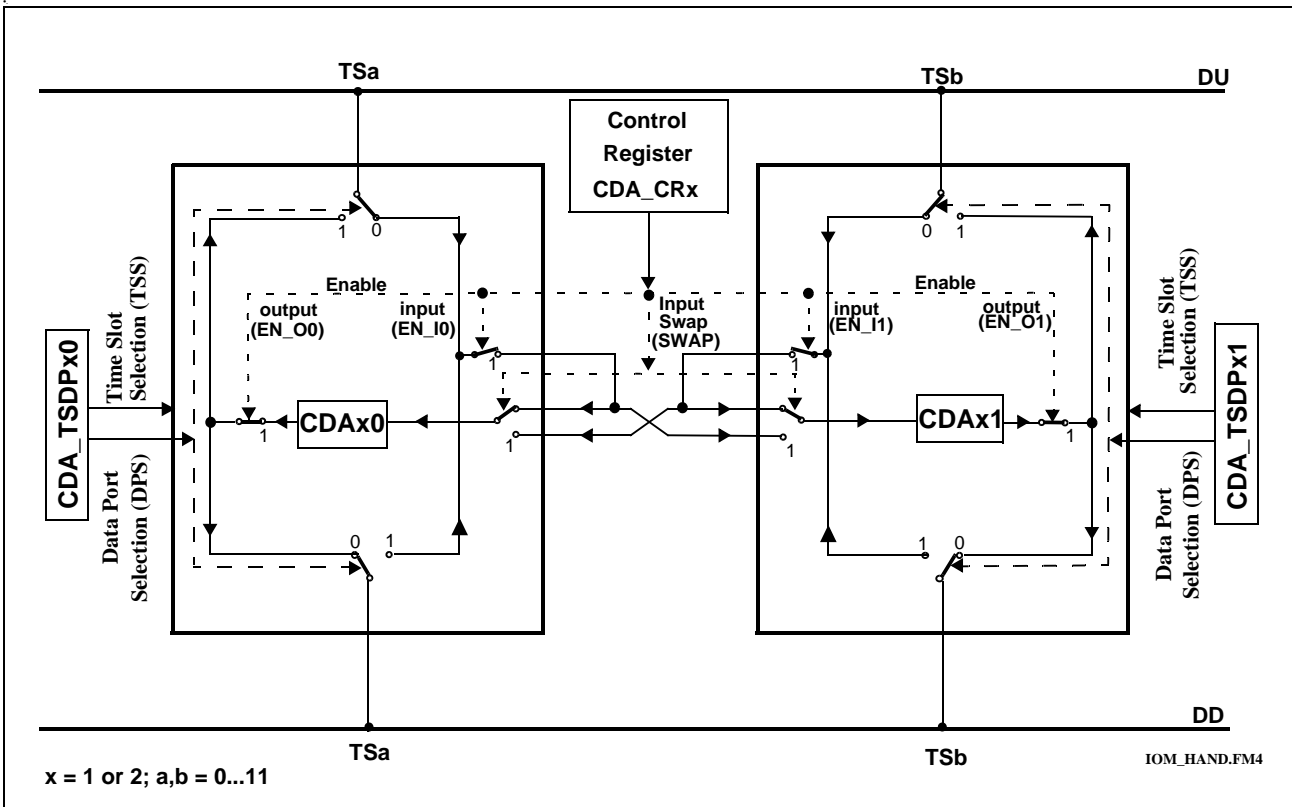 TSa
TSb
DU
Control
Register
CDA_CRx
1
0
0
1
Enable
Enable
output
(EN_O0)
input
(EN_I0)
Input
Swap
(SWAP)
input
(EN_I1)
output
(EN_O1)
Time Slot
Selection (TSS)
Time Slot
Selection (TSS)
CDA_TSDPx0
CDA_TSDPx1
1
1
1
CDAx0
1
CDAx1
1
1
Data Port
Selection (DPS)
Data Port
Selection (DPS)
0
1
1
0
DD
TSa
TSb
x = 1 or 2; a,b = 0...11
IOM_HAND.FM4